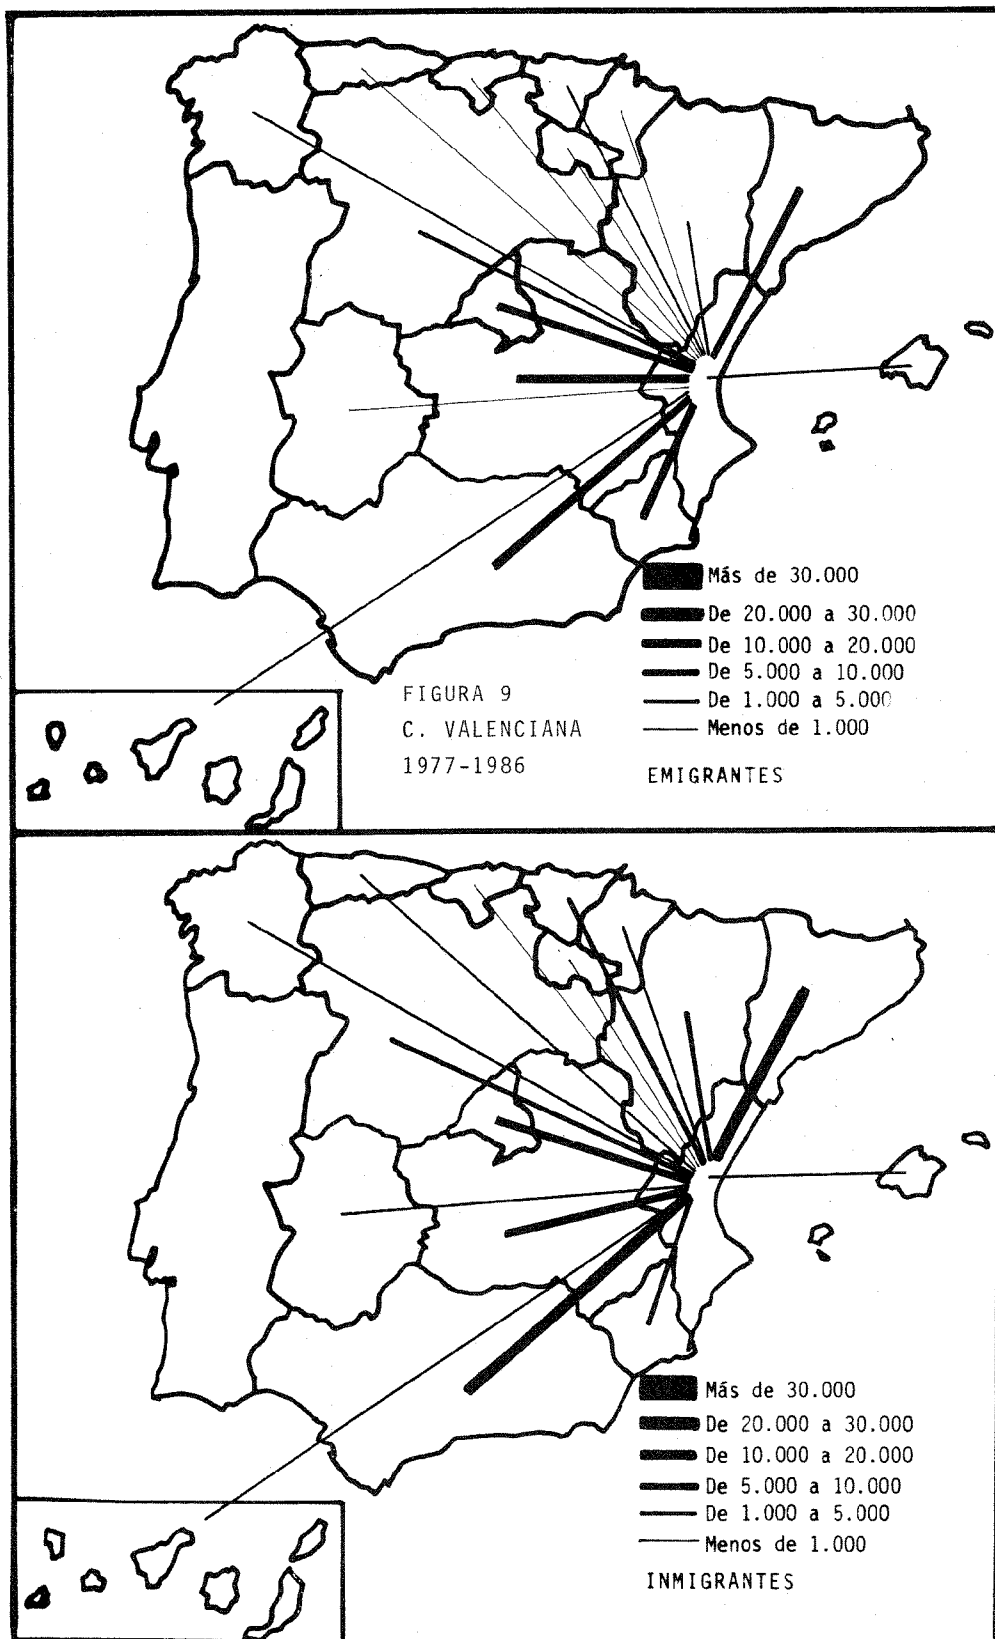 Más de 30.000
De 20.000 a 30.000
De 10.000 a 20.000
De 5.000 a 10.000
De 1.000 a 5.000
Menos de 1.000
FIGURA 9
C. VALENCIANA
1977-1986
EMIGRANTES
Más de 30.000
De 20.000 a 30.000
De 10.000 a 20.000
De 5.000 a 10.000
De 1.000 a 5.000
Menos de 1.000
INMIGRANTES